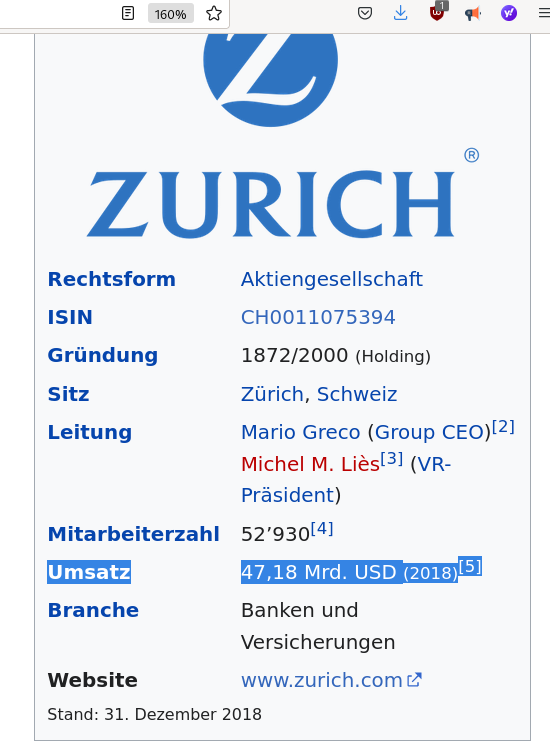 160%
1
y!
Z
ZURICH®
Rechtsform Aktiengesellschaft
ISIN CH0011075394
Gründung 1872/2000 (Holding)
Sitz Zürich, Schweiz
Leitung Mario Greco (Group CEO)[2]
Michel M. Liès[3] (VR-
Präsident)
Mitarbeiterzahl 52’930[4]
Umsatz 47,18 Mrd. USD (2018)[5]
Branche Banken und
Versicherungen
Website www.zurich.com
Stand: 31. Dezember 2018